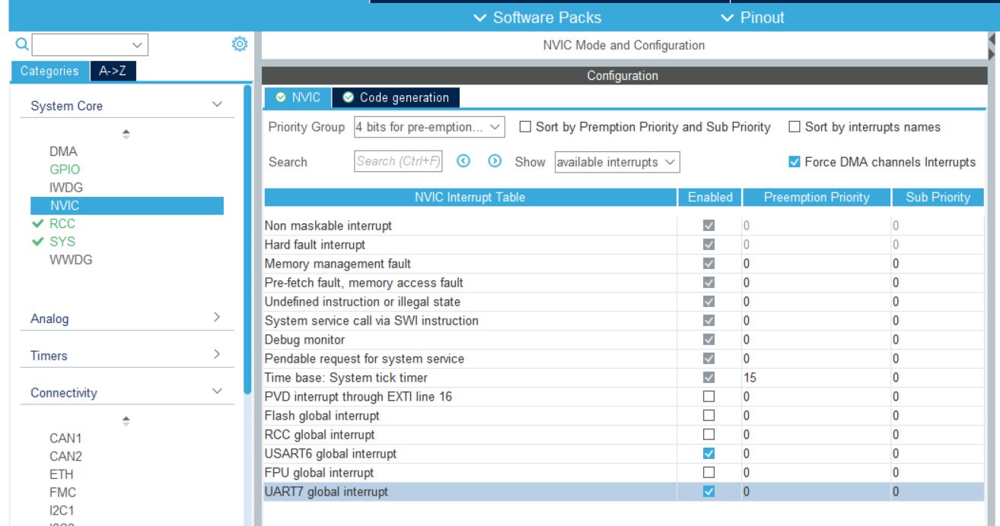 Software Packs Pinout
NVIC Mode and Configuration
Categories A->Z
Configuration
System Core
NVIC Code generation
Priority Group 4 bits for pre-emption... Sort by Premption Priority and Sub Priority Sort by interrupts names
Search Search (Ctrl+F) Show available interrupts Force DMA channels Interrupts
DMA
GPIO
IWDG
NVIC
RCC
SYS
WWDG
Analog
Timers
Connectivity
CAN1
CAN2
ETH
FMC
I2C1
NVIC Interrupt Table Enabled Preemption Priority Sub Priority
Non maskable interrupt 0 0
Hard fault interrupt 0 0
Memory management fault 0 0
Pre-fetch fault, memory access fault 0 0
Undefined instruction or illegal state 0 0
System service call via SWI instruction 0 0
Debug monitor 0 0
Pendable request for system service 0 0
Time base: System tick timer 15 0
PVD interrupt through EXTI line 16 0 0
Flash global interrupt 0 0
RCC global interrupt 0 0
USART6 global interrupt 0 0
FPU global interrupt 0 0
UART7 global interrupt 0 0